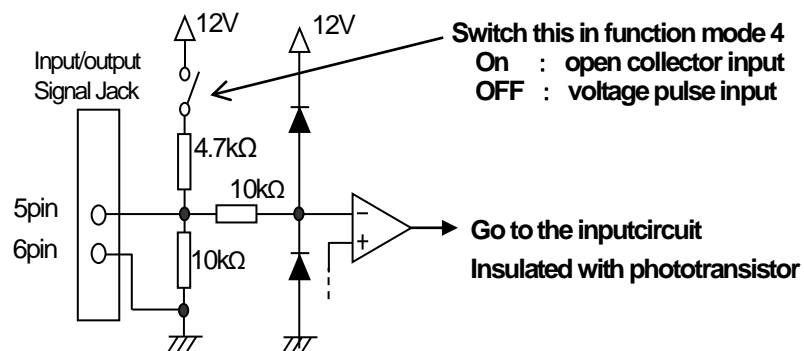 12V
12V
Switch this in function mode 4
On : open collector input
OFF : voltage pulse input
Input/output
Signal Jack
4.7kΩ
10kΩ
5pin
6pin
10kΩ
−
+
Go to the inputcircuit
Insulated with phototransistor